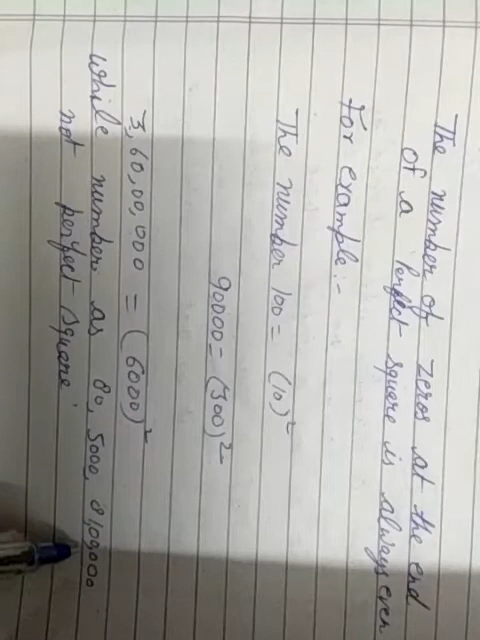 The number of zeros at the end
of a Perfect square is always even
For example:-
The number 100 = (10)²
90000 = (300)²
3,60,00,000 = (6000)²
While number as 80, 5000, 8,09000
not perfect square.